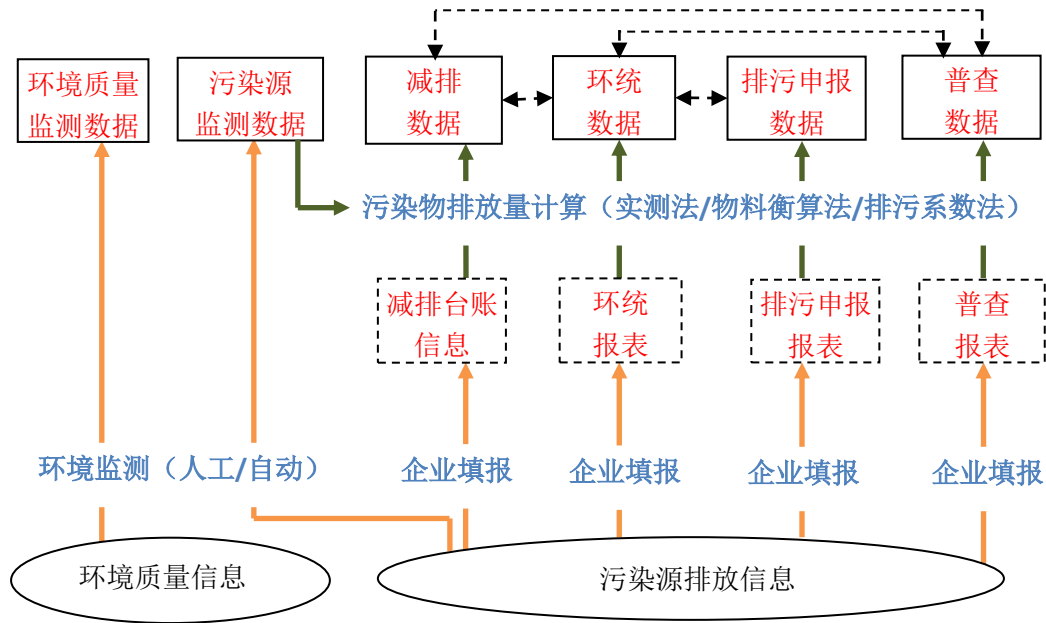 环境质量
监测数据
污染源
监测数据
减排
数据
环统
数据
排污申报
数据
普查
数据
污染物排放量计算（实测法/物料衡算法/排污系数法）
减排台账
信息
环统
报表
排污申报
报表
普查
报表
环境监测（人工/自动）
企业填报
企业填报
企业填报
企业填报
环境质量信息
污染源排放信息